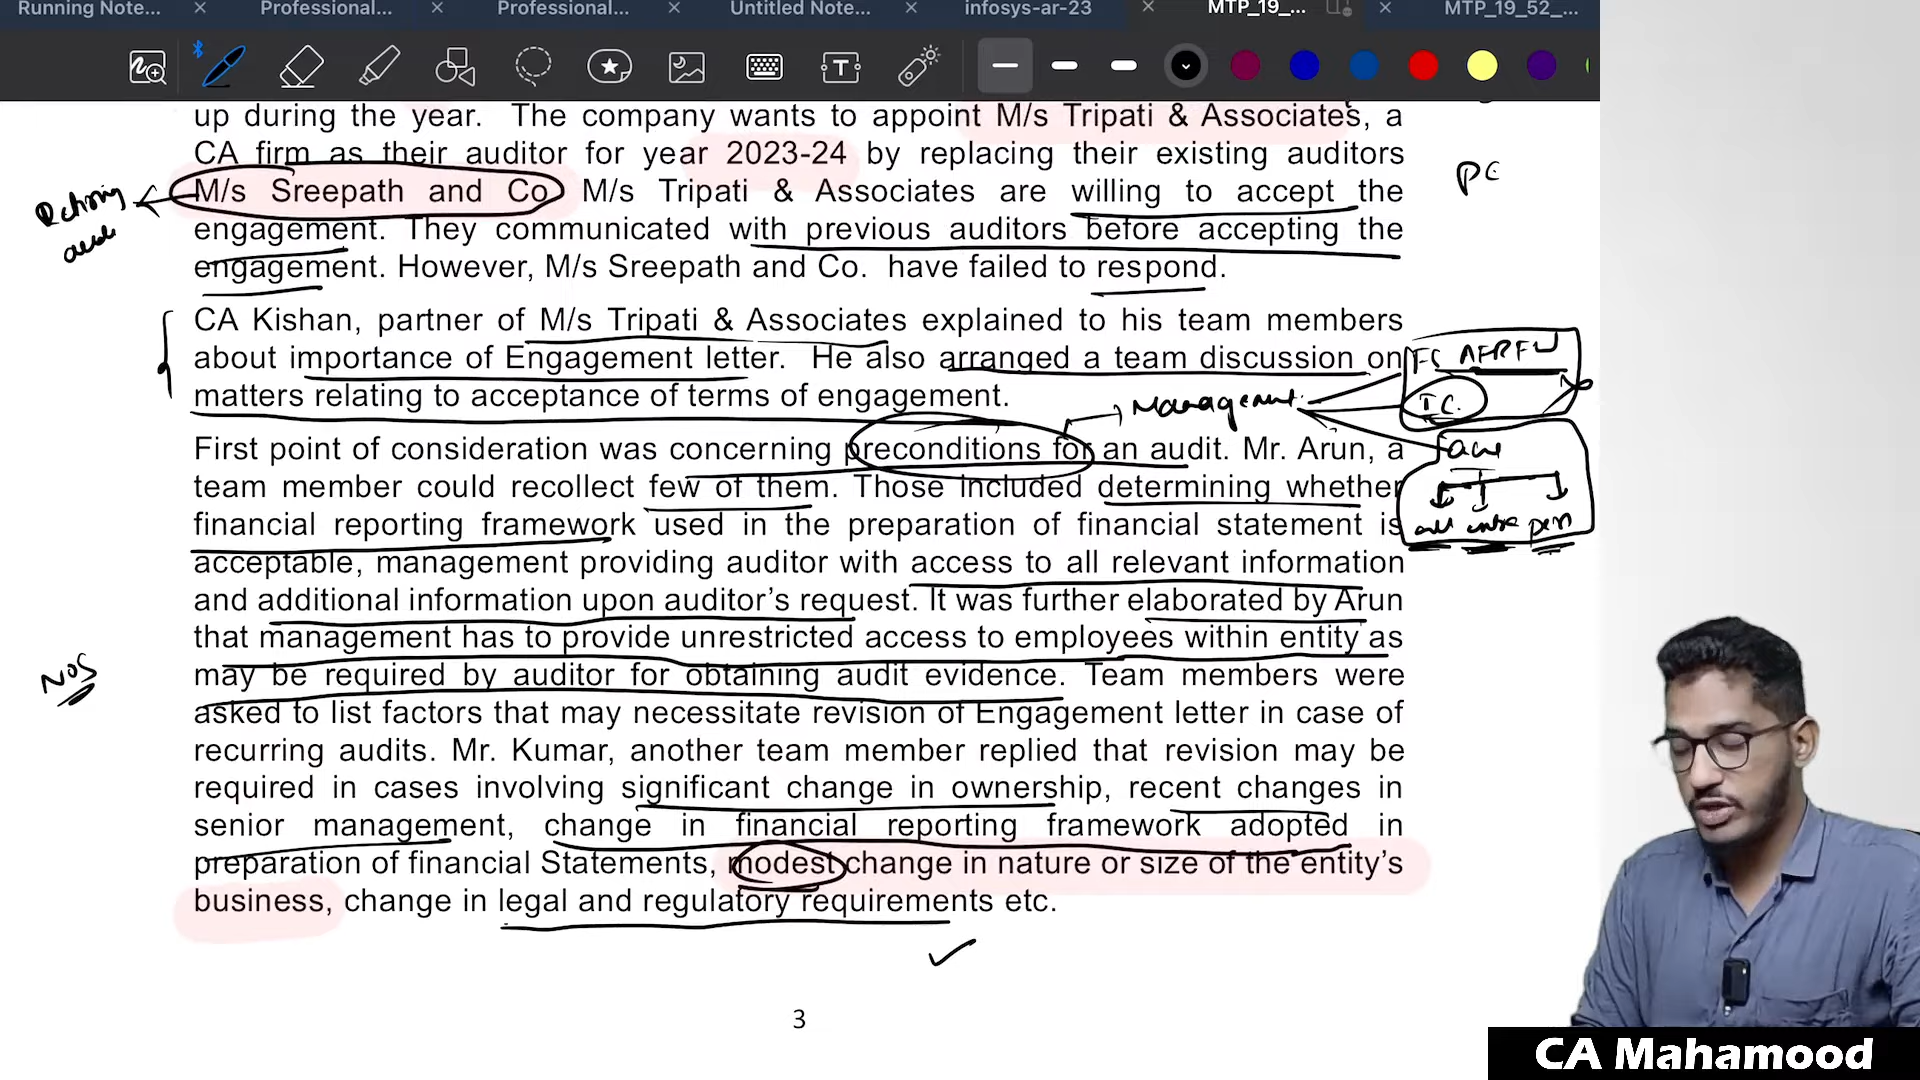 Running Note...
Professional...
Professional...
Untitled Note...
infosys-ar-23
MTP_19_...
MTP_19_52_...
up during the year. The company wants to appoint M/s Tripati & Associates, a
CA firm as their auditor for year 2023-24 by replacing their existing auditors
M/s Sreepath and Co M/s Tripati & Associates are willing to accept the
engagement. They communicated with previous auditors before accepting the
engagement. However, M/s Sreepath and Co. have failed to respond.
CA Kishan, partner of M/s Tripati & Associates explained to his team members
about importance of Engagement letter. He also arranged a team discussion on
matters relating to acceptance of terms of engagement.
Management
First point of consideration was concerning preconditions for an audit. Mr. Arun, a
team member could recollect few of them. Those included determining whether
financial reporting framework used in the preparation of financial statement is
acceptable, management providing auditor with access to all relevant information
and additional information upon auditor's request. It was further elaborated by Arun
that management has to provide unrestricted access to employees within entity as
may be required by auditor for obtaining audit evidence. Team members were
asked to list factors that may necessitate revision of Engagement letter in case of
recurring audits. Mr. Kumar, another team member replied that revision may be
required in cases involving significant change in ownership, recent changes in
senior management, change in financial reporting framework adopted in
preparation of financial Statements, modest change in nature or size of the entity's
business, change in legal and regulatory requirements etc.
3
PC
FS AFRFW
I.C.
NOS
CA Mahamood